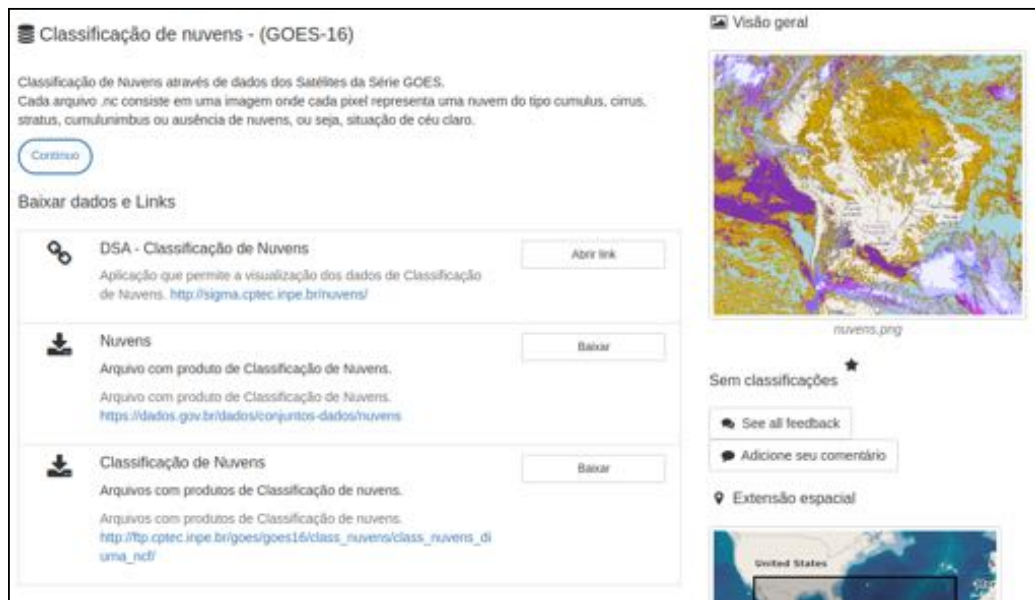 Classificação de nuvens - (GOES-16)
Classificação de Nuvens através de dados dos Satélites da Série GOES.
Cada arquivo .nc consiste em uma imagem onde cada pixel representa uma nuvem do tipo cumulus, cirrus,
stratus, cumulunimbus ou ausência de nuvens, ou seja, situação de céu claro.
Contínuo
Baixar dados e Links
DSA - Classificação de Nuvens
Abrir link
Aplicação que permite a visualização dos dados de Classificação
de Nuvens. http://sigma.cptec.inpe.br/nuvens/
Nuvens
Baixar
Arquivo com produto de Classificação de Nuvens.
Arquivo com produto de Classificação de Nuvens.
https://dados.gov.br/dados/conjuntos-dados/nuvens
Classificação de Nuvens
Baixar
Arquivos com produtos de Classificação de nuvens.
Arquivos com produtos de Classificação de nuvens.
http://ftp.cptec.inpe.br/goes/goes16/class_nuvens/class_nuvens_di
urna_ncf/
Visão geral
nuvens.png
Sem classificações
See all feedback
Adicione seu comentário
Extensão espacial
United States